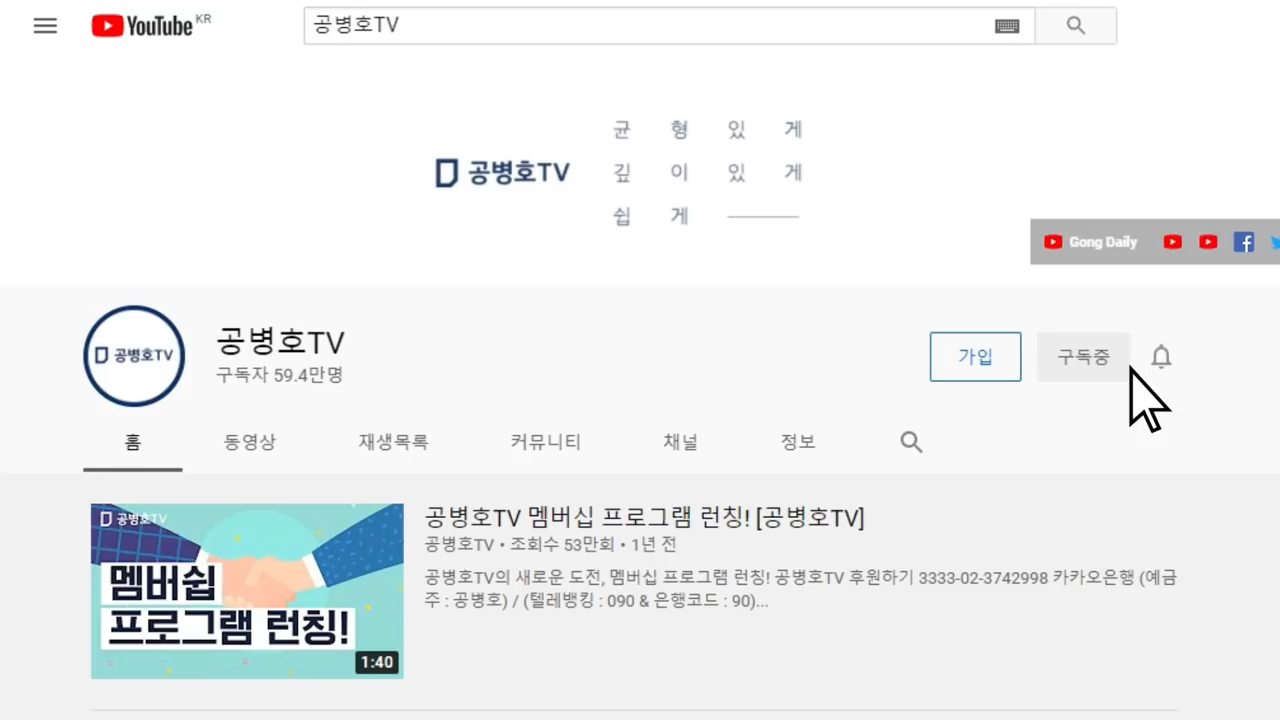 YouTube KR
공병호TV
균 형 있 게
공병호TV
깊 이 있 게
쉽 게
Gong Daily
공병호TV
공병호TV
구독자 59.4만명
가입
구독중
홈
동영상
재생목록
커뮤니티
채널
정보
공병호TV
멤버쉽
프로그램 런칭!
1:40
공병호TV 멤버십 프로그램 런칭! [공병호TV]
공병호TV • 조회수 53만회 • 1년 전
공병호TV의 새로운 도전, 멤버십 프로그램 런칭! 공병호TV 후원하기 3333-02-3742998 카카오은행 (예금
주 : 공병호) / (텔레뱅킹 : 090 & 은행코드 : 90)...